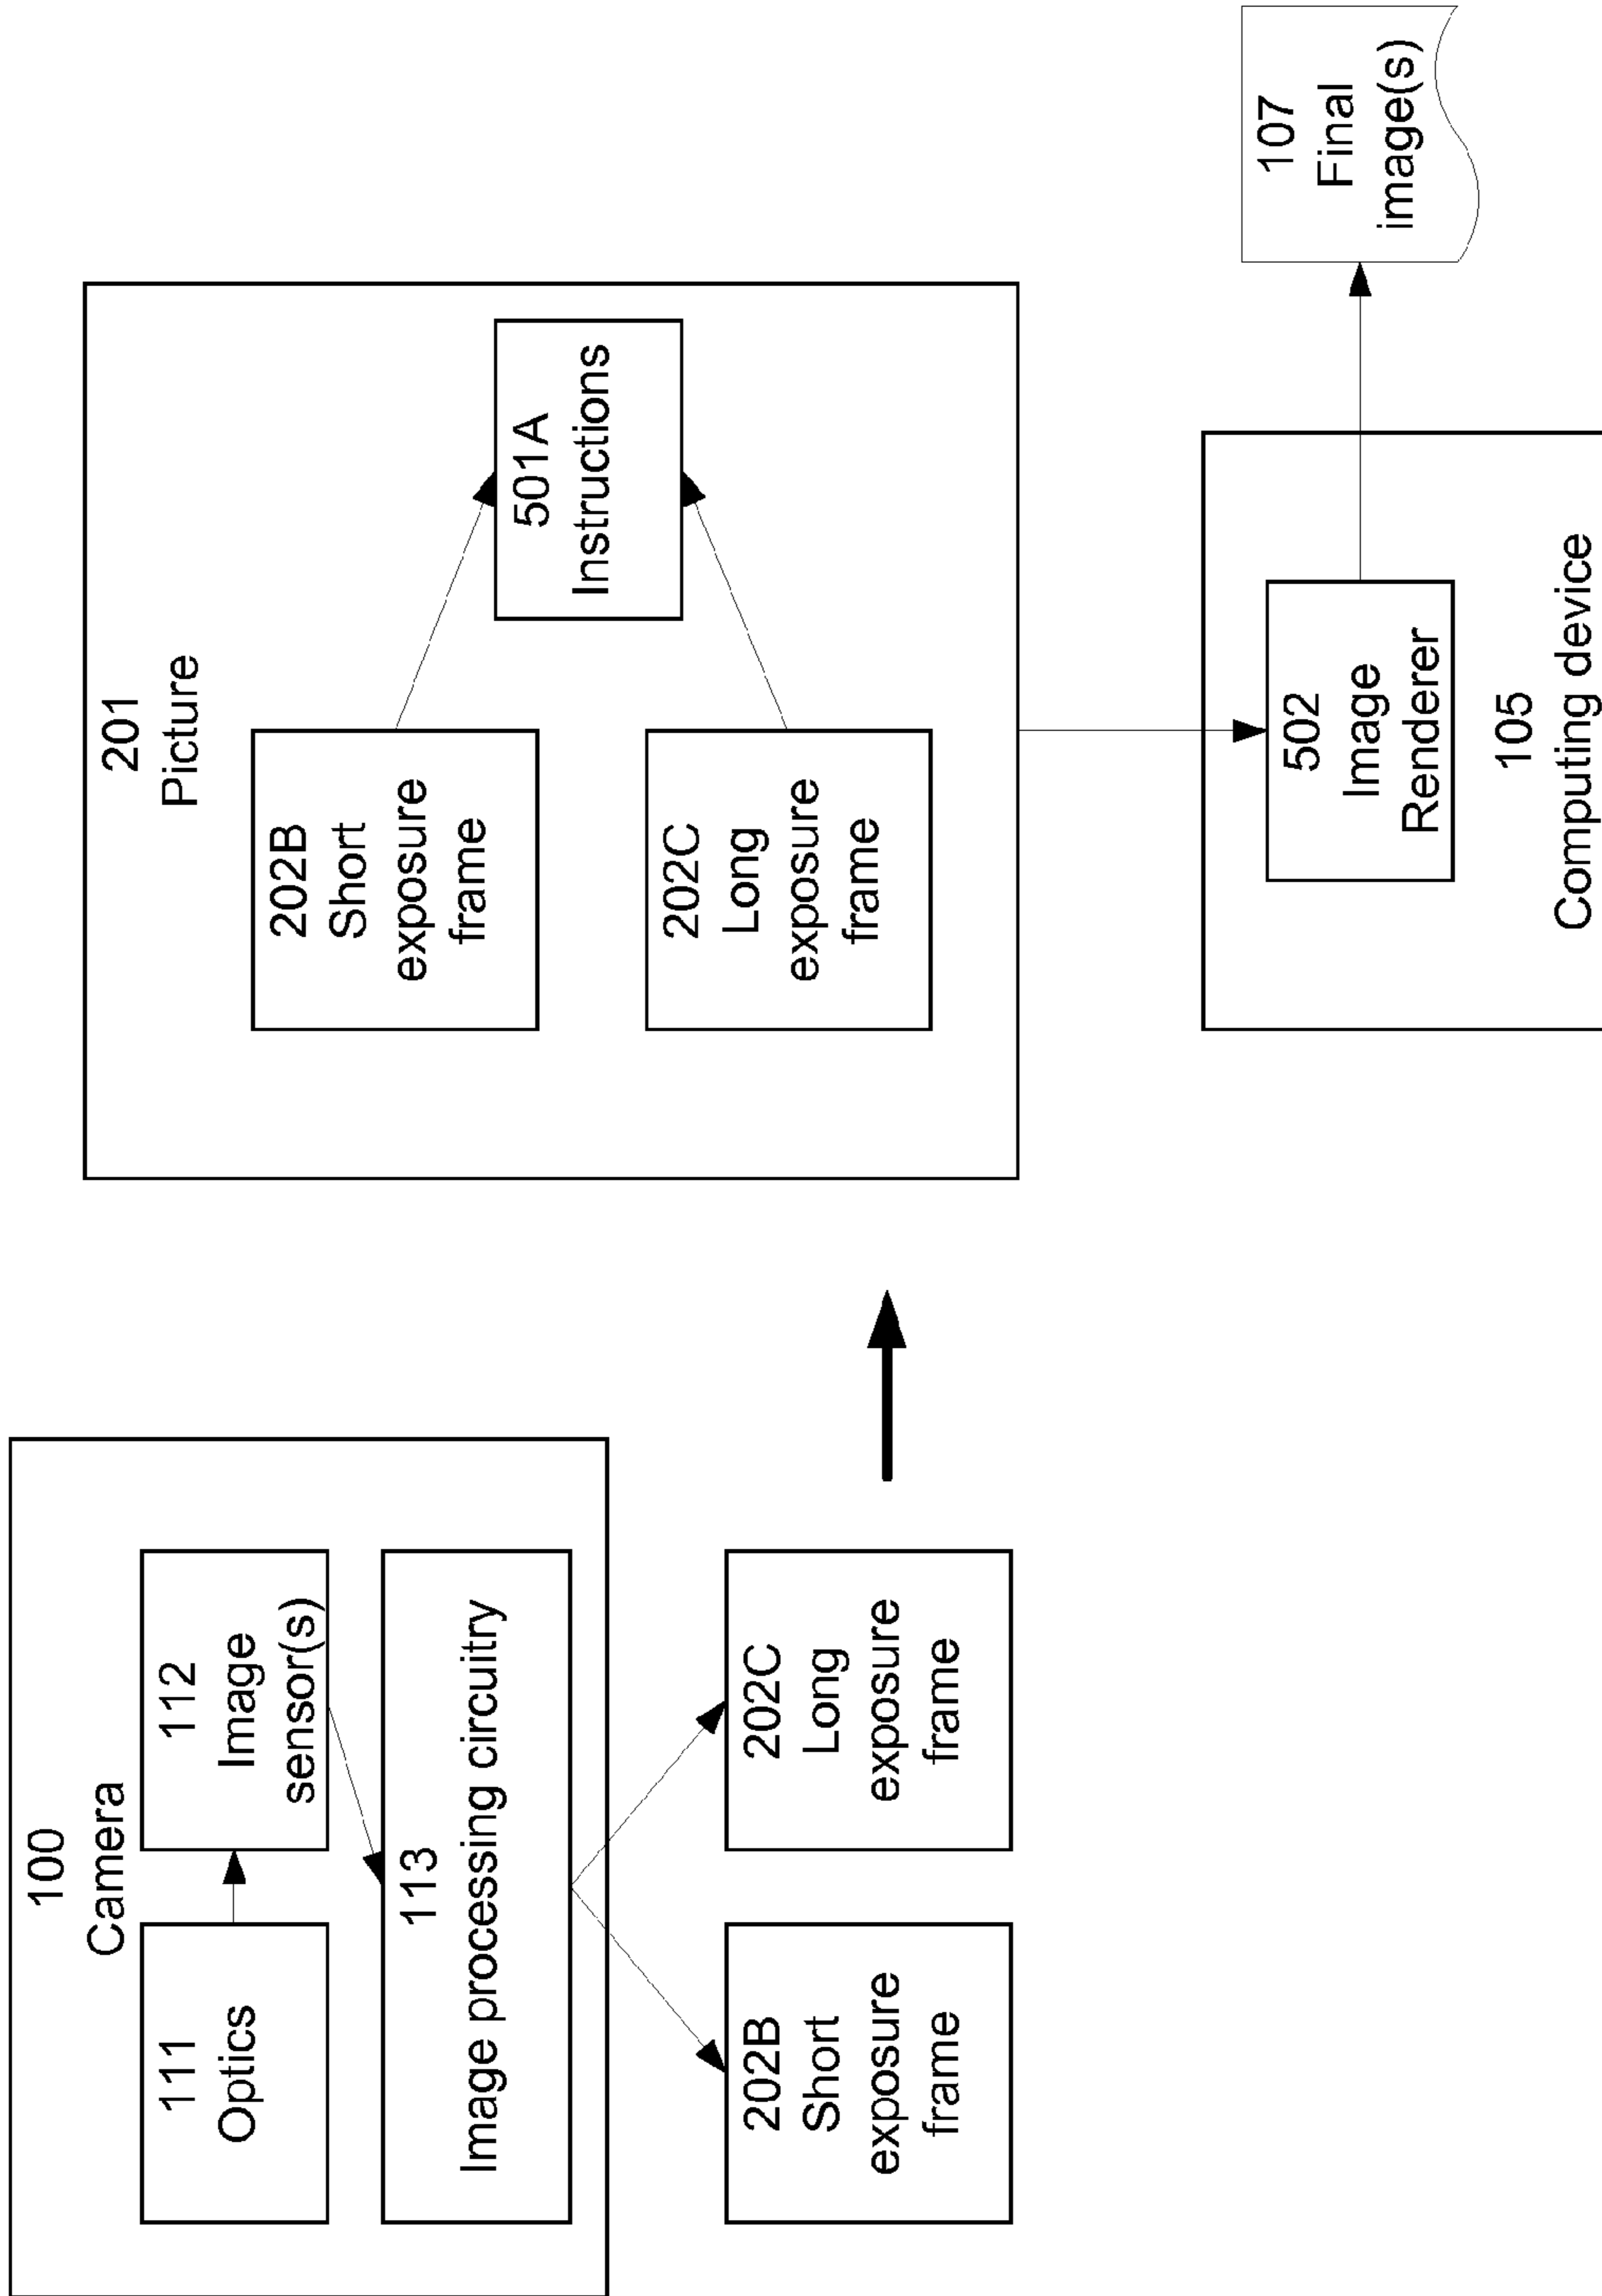 100
Camera
111
Optics
112
Image
sensor(s)
113
Image processing circuitry
202B
Short
exposure
frame
202C
Long
exposure
frame
201
Picture
202B
Short
exposure
frame
202C
Long
exposure
frame
501A
Instructions
502
Image
Renderer
105
Computing device
107
Final
image(s)